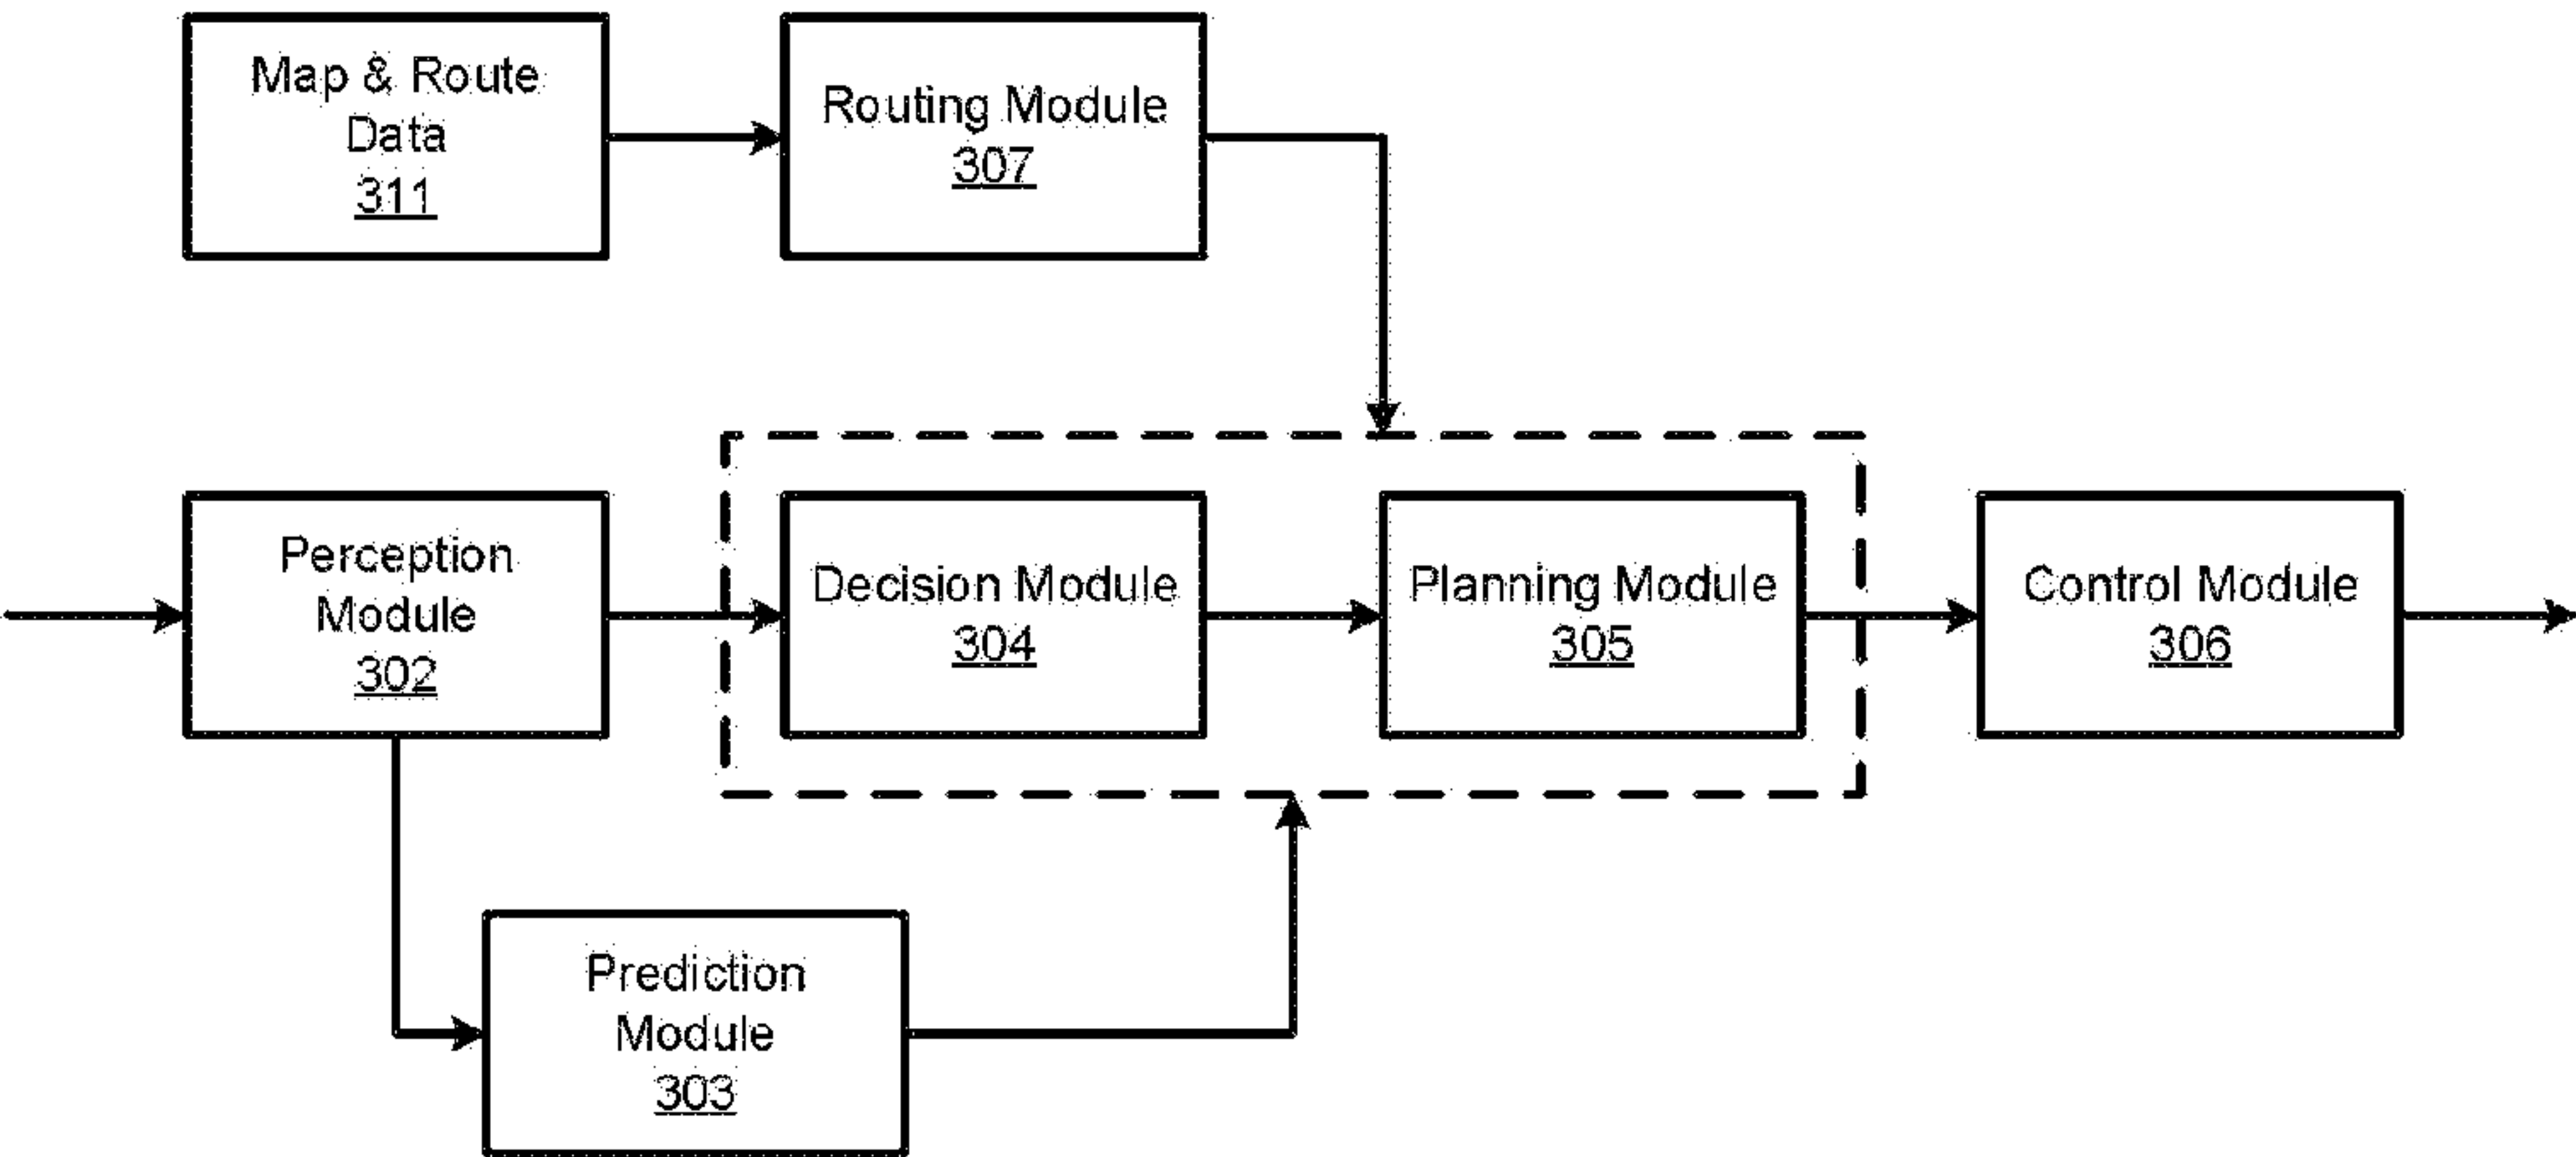 Map & Route
Data
311
Routing Module
307
Perception
Module
302
Decision Module
304
Planning Module
305
Control Module
306
Prediction
Module
303